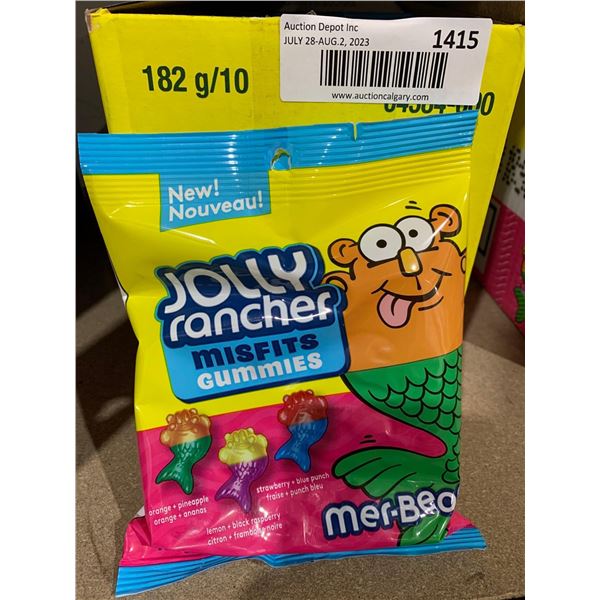 Auction Depot Inc
JULY 28-AUG.2, 2023
1415
www.auctioncalgary.com
182 g/10
New!
Nouveau!
JOLLY
rancher
MISFITS
GUMMIES
orange + pineapple
orange + ananas
lemon + black raspberry
citron + framboise noire
strawberry + blue punch
fraise + punch bleu
mer-Bea